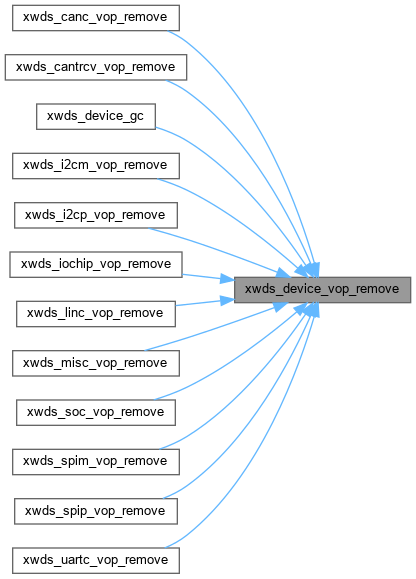 xwds_canc_vop_remove
xwds_cantrcv_vop_remove
xwds_device_gc
xwds_i2cm_vop_remove
xwds_i2cp_vop_remove
xwds_iochip_vop_remove
xwds_device_vop_remove
xwds_linc_vop_remove
xwds_misc_vop_remove
xwds_soc_vop_remove
xwds_spim_vop_remove
xwds_spip_vop_remove
xwds_uartc_vop_remove